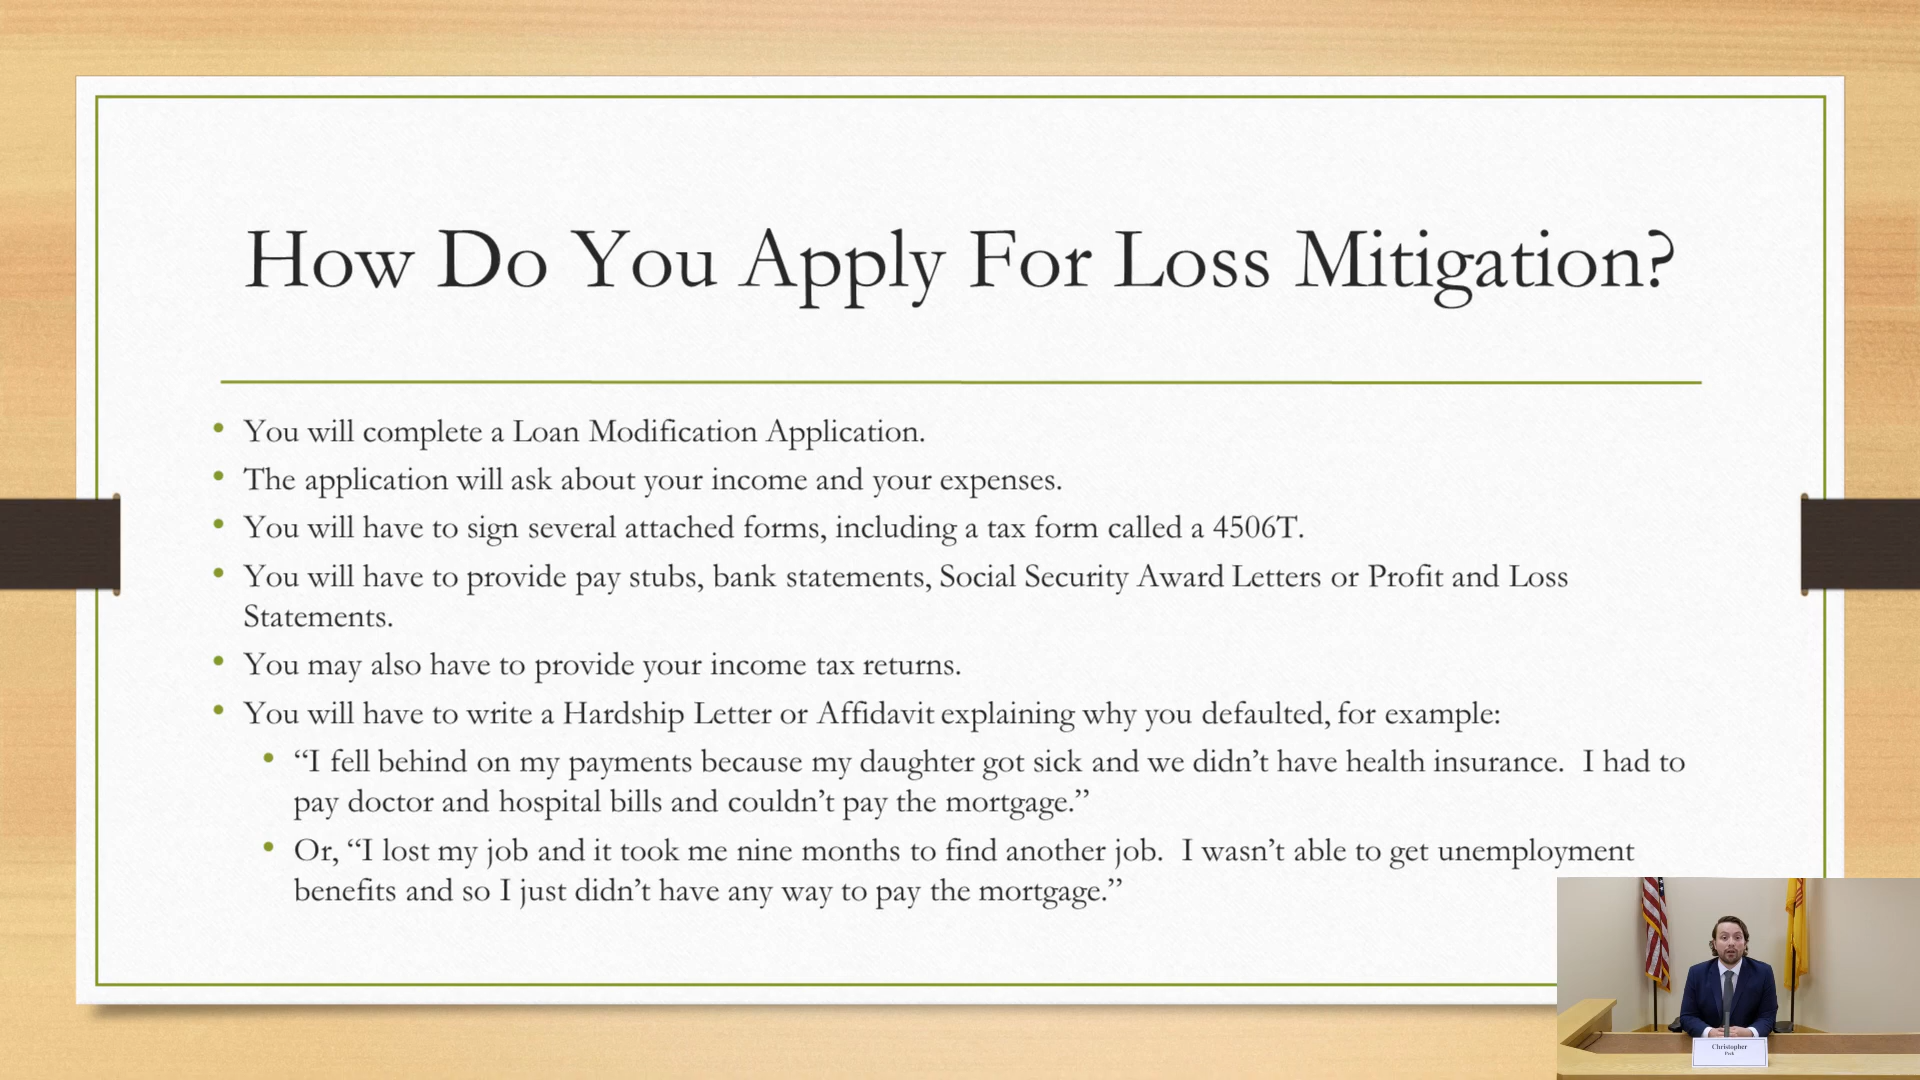 How Do You Apply For Loss Mitigation?
• You will complete a Loan Modification Application.
• The application will ask about your income and your expenses.
• You will have to sign several attached forms, including a tax form called a 4506T.
• You will have to provide pay stubs, bank statements, Social Security Award Letters or Profit and Loss
Statements.
• You may also have to provide your income tax returns.
• You will have to write a Hardship Letter or Affidavit explaining why you defaulted, for example:
• “I fell behind on my payments because my daughter got sick and we didn’t have health insurance.  I had to
pay doctor and hospital bills and couldn’t pay the mortgage.”
• Or, “I lost my job and it took me nine months to find another job.  I wasn’t able to get unemployment
benefits and so I just didn’t have any way to pay the mortgage.”
Christopher